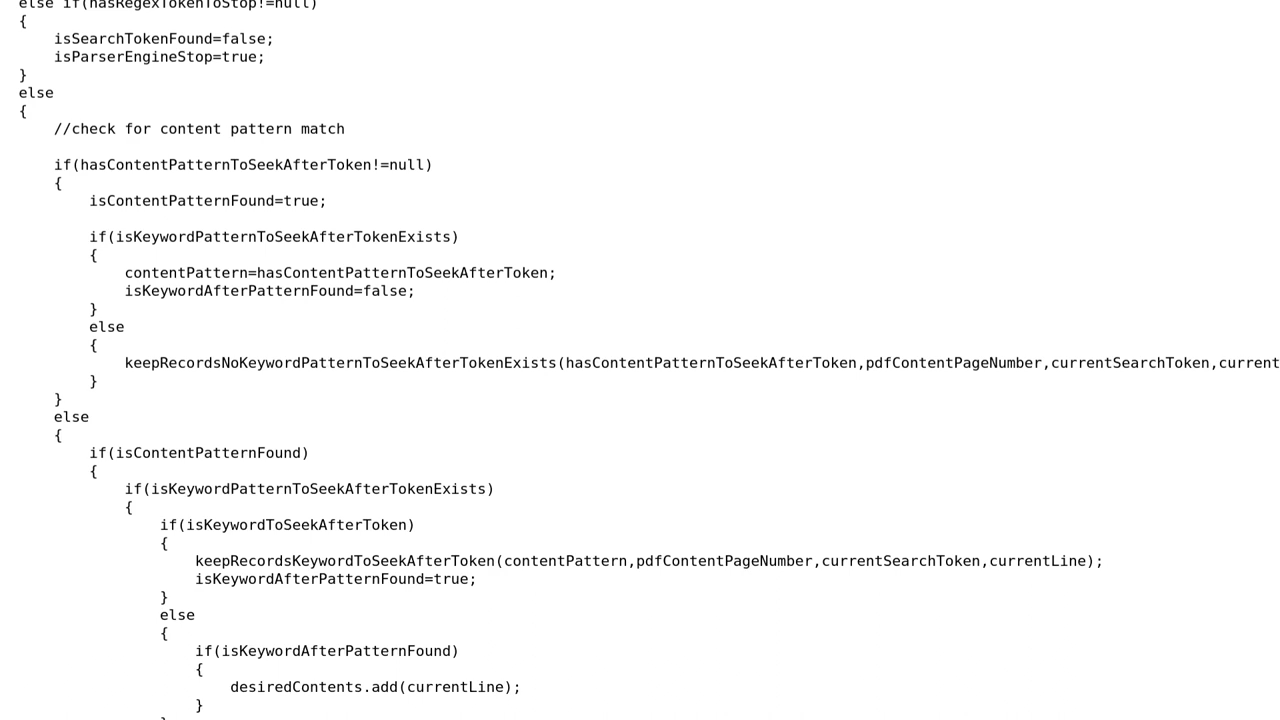 else if(hasRegexTokenToStop!=null)
{
isSearchTokenFound=false;
isParserEngineStop=true;
}
else
{
//check for content pattern match
if(hasContentPatternToSeekAfterToken!=null)
{
isContentPatternFound=true;
if(isKeywordPatternToSeekAfterTokenExists)
{
contentPattern=hasContentPatternToSeekAfterToken;
isKeywordAfterPatternFound=false;
}
else
{
keepRecordsNoKeywordPatternToSeekAfterTokenExists(hasContentPatternToSeekAfterToken,pdfContentPageNumber,currentSearchToken,current
}
}
else
{
if(isContentPatternFound)
{
if(isKeywordPatternToSeekAfterTokenExists)
{
if(isKeywordToSeekAfterToken)
{
keepRecordsKeywordToSeekAfterToken(contentPattern,pdfContentPageNumber,currentSearchToken,currentLine);
isKeywordAfterPatternFound=true;
}
else
{
if(isKeywordAfterPatternFound)
{
desiredContents.add(currentLine);
}